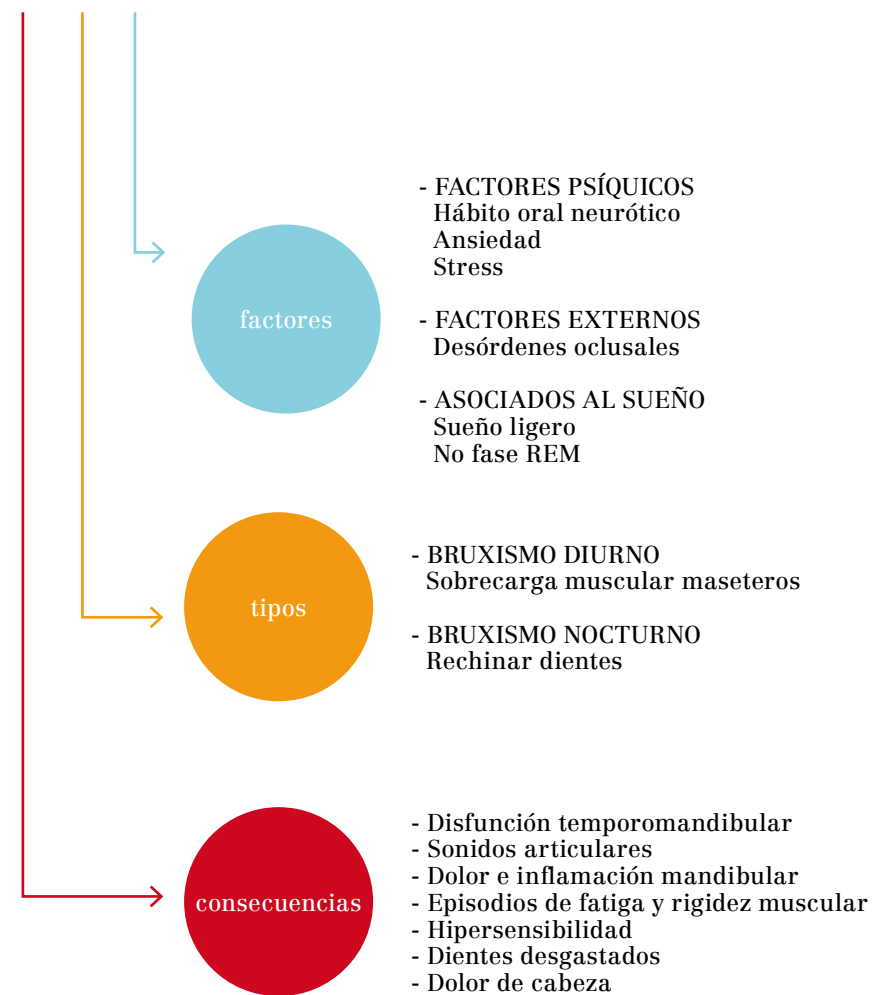 factores
- FACTORES PSÍQUICOS
Hábito oral neurótico
Ansiedad
Stress
- FACTORES EXTERNOS
Desórdenes oclusales
- ASOCIADOS AL SUEÑO
Sueño ligero
No fase REM
tipos
- BRUXISMO DIURNO
Sobrecarga muscular maseteros
- BRUXISMO NOCTURNO
Rechinar dientes
consecuencias
- Disfunción temporomandibular
- Sonidos articulares
- Dolor e inflamación mandibular
- Episodios de fatiga y rigidez muscular
- Hipersensibilidad
- Dientes desgastados
- Dolor de cabeza